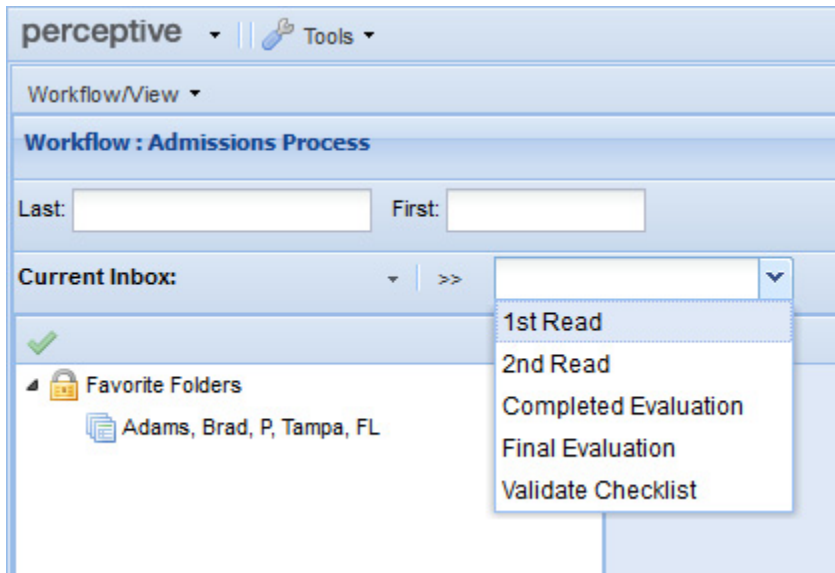 perceptive Tools
Workflow/View
Workflow : Admissions Process
Last: First:
Current Inbox: >>
1st Read
2nd Read
Completed Evaluation
Final Evaluation
Validate Checklist
Favorite Folders
Adams, Brad, P, Tampa, FL